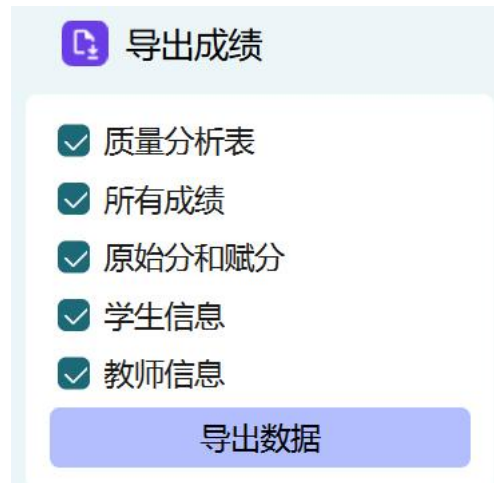 导出成绩
质量分析表
所有成绩
原始分和赋分
学生信息
教师信息
导出数据